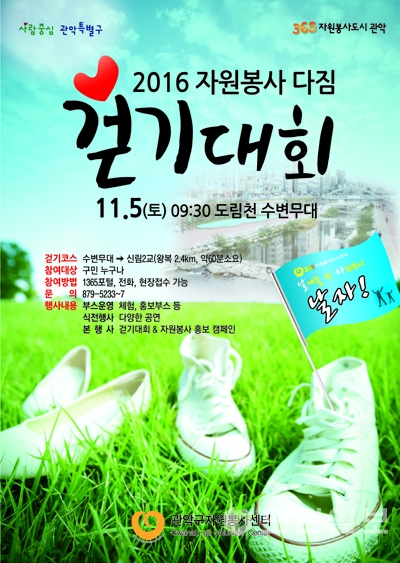 사람중심 관악특별구
365 자원봉사도시 관악
2016 자원봉사 다짐
걷기대회
11.5(토) 09:30 도림천 수변무대
걷기코스 수변무대 → 신림2교(왕복 2.4km, 약60분소요)
참여대상 구민 누구나
참여방법 1365포털, 전화, 현장접수 가능
문 의 879-5233~7
행사내용 부스운영 체험, 홍보부스 등
식전행사 다양한 공연
본 행 사 걷기대회 & 자원봉사 홍보 캠페인
날자!
관악구자원봉사센터